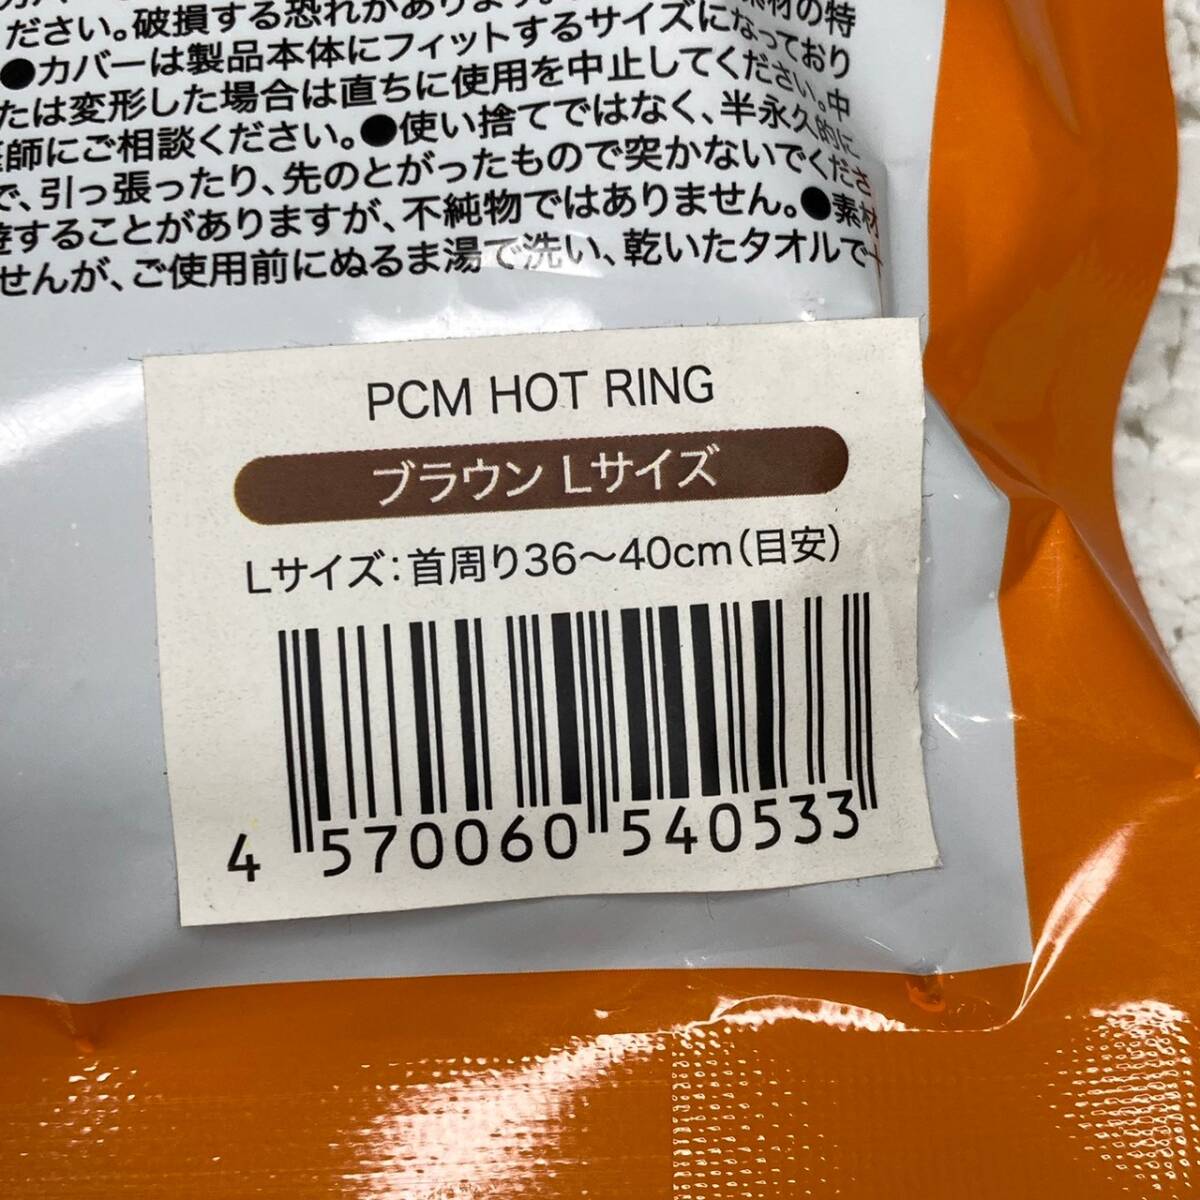 ださい。破損する恐れがあります。
素材の特
●カバーは製品本体にフィットするサイズになっており
たは変形した場合は直ちに使用を中止してください。中
医師にご相談ください。●使い捨てではなく、半永久的に
で、引っ張ったり、先のとがったもので突かないでくださ
することがありますが、不純物ではありません。●素材
せんが、ご使用前にぬるま湯で洗い、乾いたタオルで
PCM HOT RING
ブラウン Lサイズ
Lサイズ:首周り36〜40cm(目安)
4 570060 540533